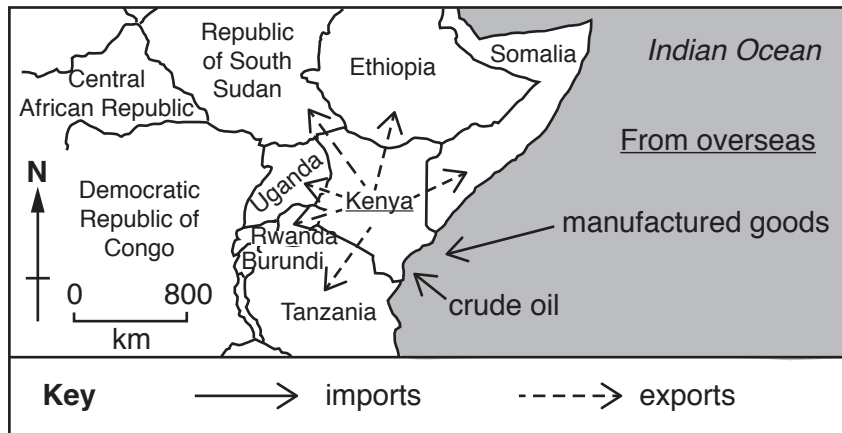 Republic
of South
Sudan
Ethiopia
Somalia
Indian Ocean
Central
African Republic
From overseas
N
Democratic
Republic of
Congo
Uganda
Kenya
Rwanda
Burundi
manufactured goods
crude oil
Tanzania
0 800
km
Key imports exports